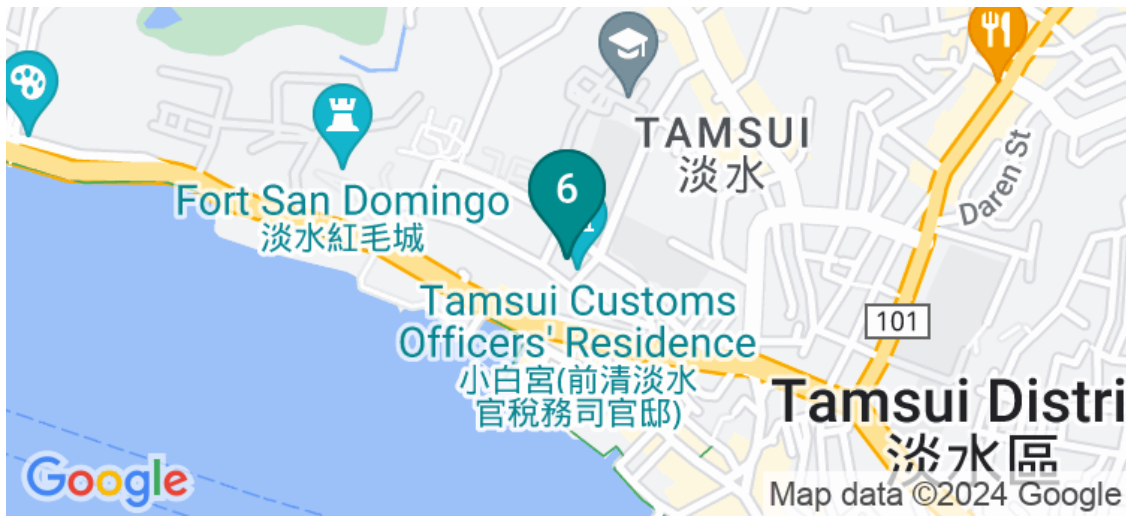 TAMSUI
淡水
Daren St
6
Fort San Domingo
淡水紅毛城
Tamsui Customs
Officers' Residence
小白宮(前清淡水
官稅務司官邸)
101
Tamsui Distri
淡水區
Google
Map data ©2024 Google